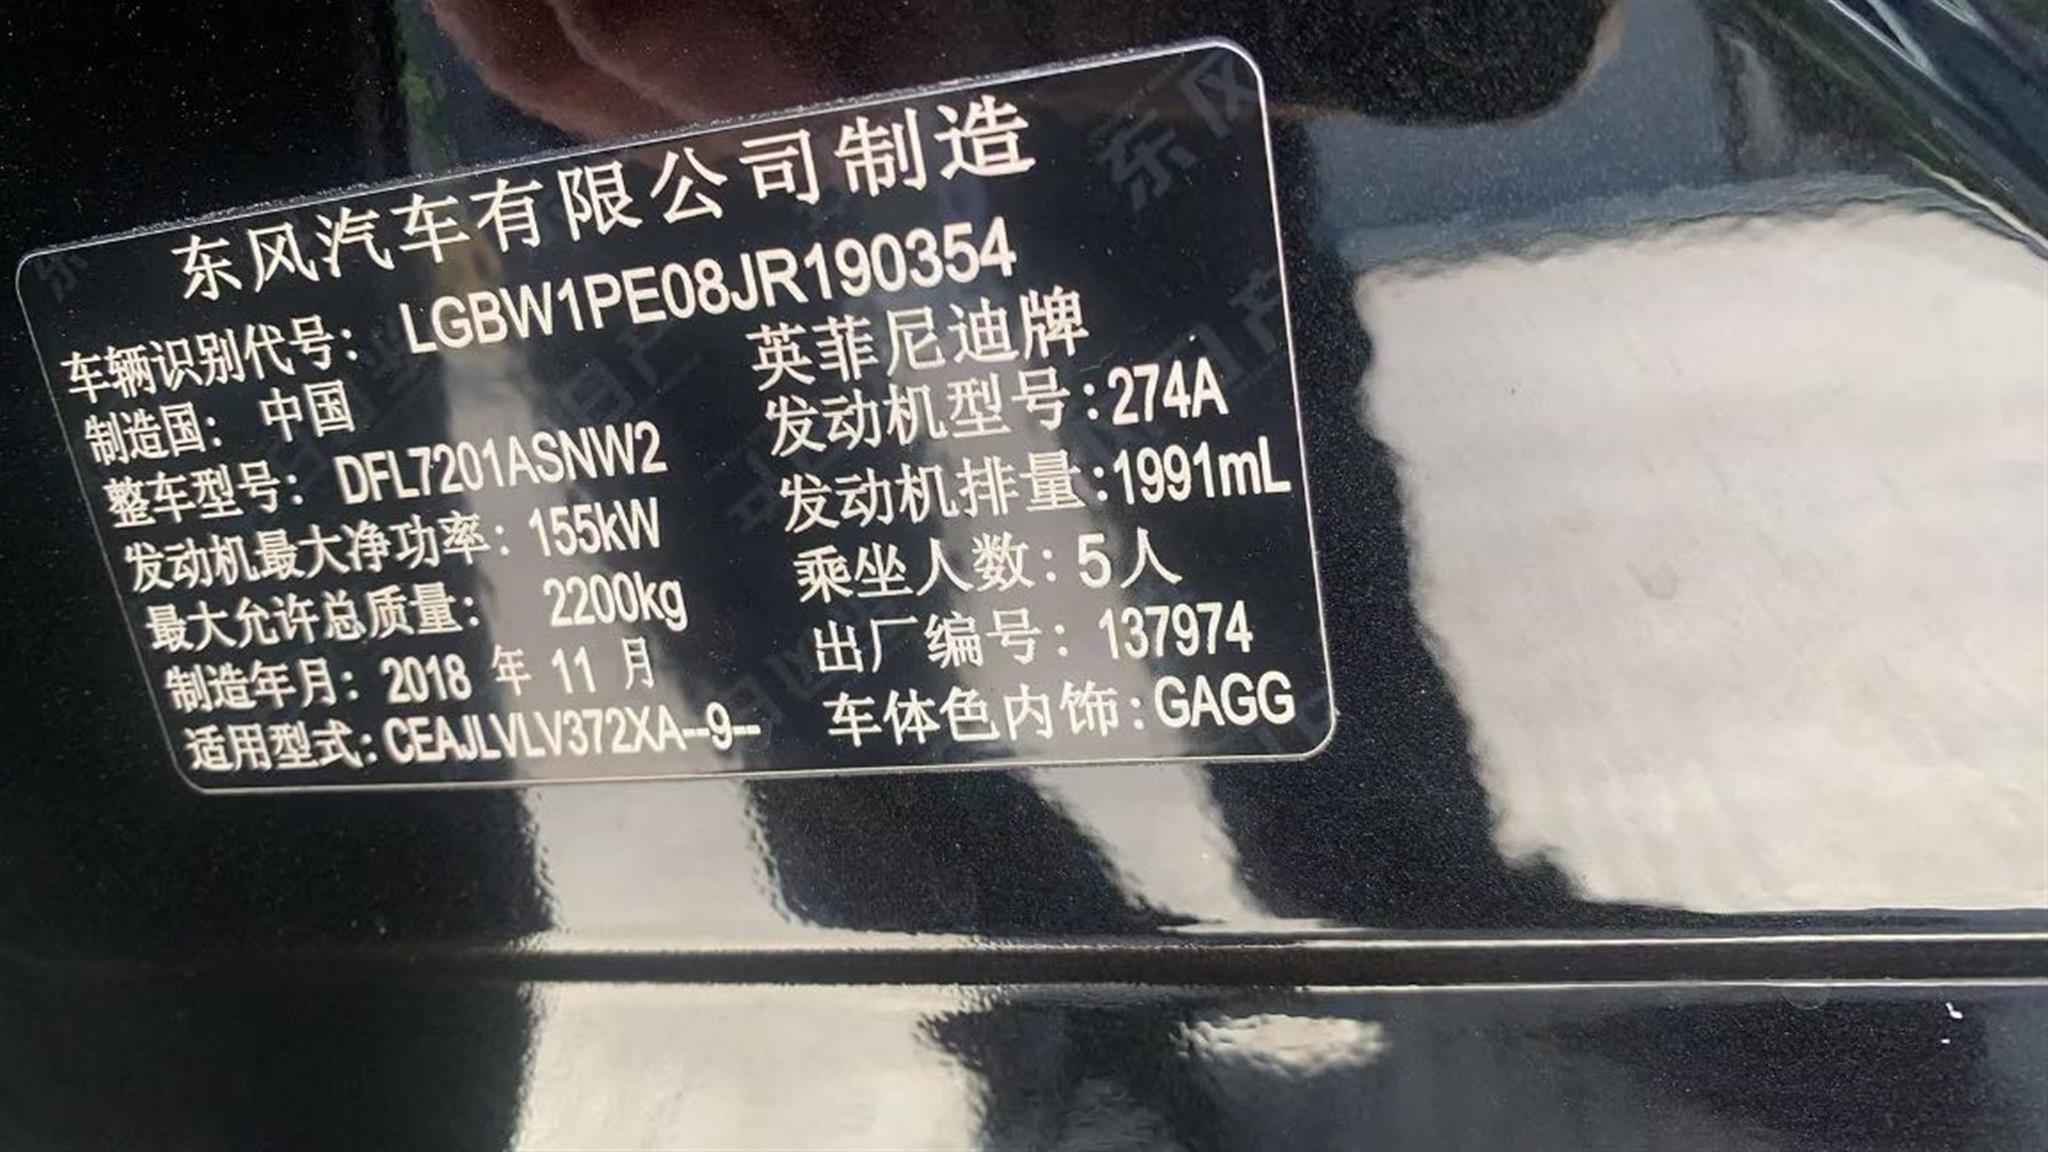 东风汽车有限公司制造
车辆识别代号： LGBW1PE08JR190354
制造国： 中国 英菲尼迪牌
整车型号： DFL7201ASNW2 发动机型号：274A
发动机最大净功率：155kW 发动机排量：1991mL
最大允许总质量： 2200kg 乘坐人数：5人
制造年月：2018 年 11 月 出厂编号：137974
适用型式：CEAJLVLV372XA--9-- 车体色内饰：GAGG